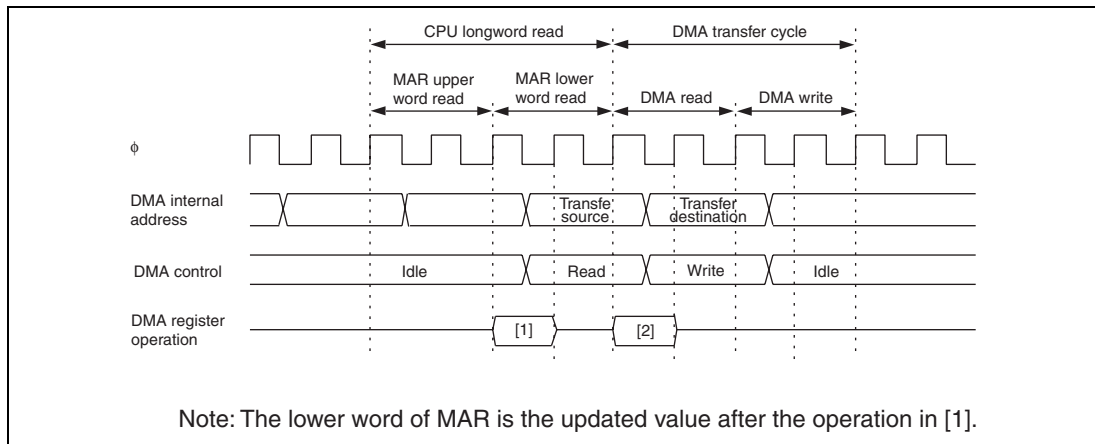 CPU longword read DMA transfer cycle
MAR upper MAR lower
word read word read DMA read DMA write
ϕ
DMA internal Transfe Transfer
address source destination
DMA control Idle Read Write Idle
DMA register
operation [1] [2]
Note: The lower word of MAR is the updated value after the operation in [1].